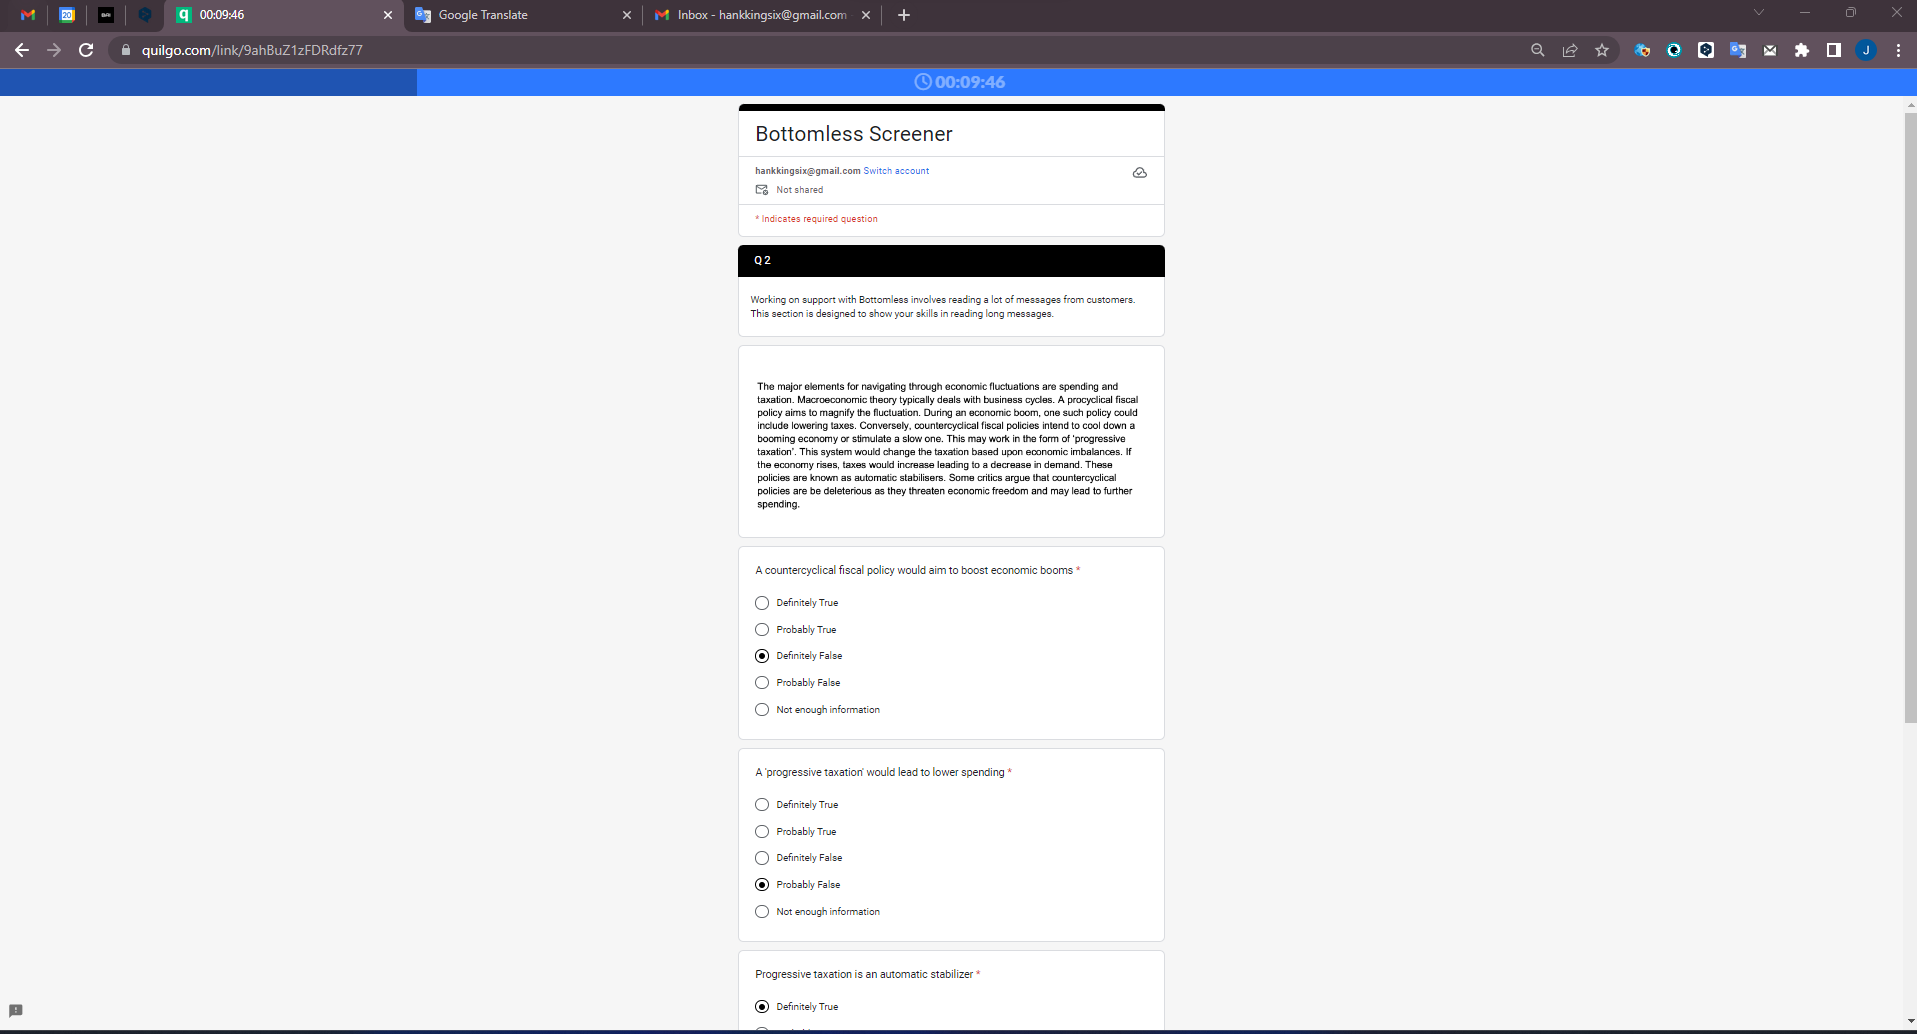 00:09:46
Google Translate
Inbox - hankkingsix@gmail.com
quilgo.com/link/9ahBuZ1zFDRdfz77
J
00:09:46
Bottomless Screener
hankkingsix@gmail.com Switch account
Not shared
* Indicates required question
Q 2
Working on support with Bottomless involves reading a lot of messages from customers.
This section is designed to show your skills in reading long messages.
The major elements for navigating through economic fluctuations are spending and
taxation. Macroeconomic theory typically deals with business cycles. A procyclical fiscal
policy aims to magnify the fluctuation. During an economic boom, one such policy could
include lowering taxes. Conversely, countercyclical fiscal policies intend to cool down a
booming economy or stimulate a slow one. This may work in the form of 'progressive
taxation'. This system would change the taxation based upon economic imbalances. If
the economy rises, taxes would increase leading to a decrease in demand. These
policies are known as automatic stabilisers. Some critics argue that countercyclical
policies are be deleterious as they threaten economic freedom and may lead to further
spending.
A countercyclical fiscal policy would aim to boost economic booms *
Definitely True
Probably True
Definitely False
Probably False
Not enough information
A 'progressive taxation' would lead to lower spending *
Definitely True
Probably True
Definitely False
Probably False
Not enough information
Progressive taxation is an automatic stabilizer *
Definitely True